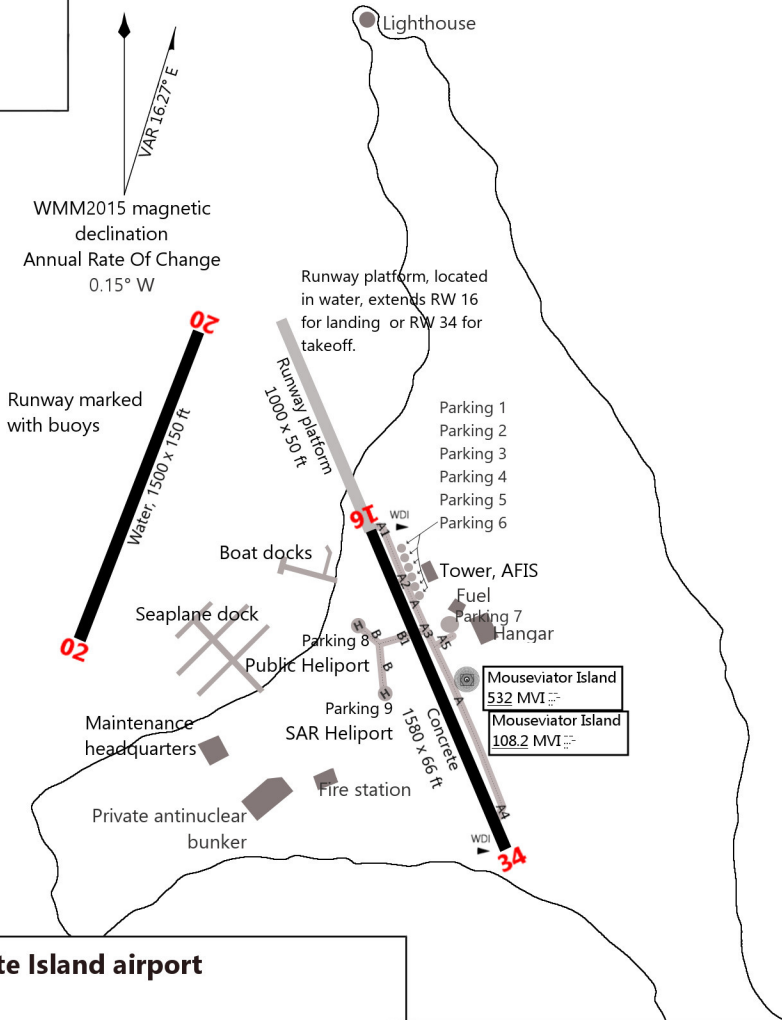 Lighthouse
VAR 16.27° E
WMM2015 magnetic
declination
Annual Rate Of Change
0.15° W
Runway platform, located
in water, extends RW 16
for landing or RW 34 for
takeoff.
20
Runway marked
with buoys
Water, 1500 x 150 ft
02
Runway platform
1000 x 50 ft
Parking 1
Parking 2
Parking 3
Parking 4
Parking 5
Parking 6
WDI
16
A1
Boat docks
A2
Tower, AFIS
A
Fuel
Seaplane dock
Parking 7
H
B
B1
A3
A5
Hangar
Parking 8
Public Heliport
B
Mouseviator Island
532 MVI
H
A
Parking 9
Mouseviator Island
108.2 MVI
SAR Heliport
Concrete
1580 x 66 ft
Maintenance
headquarters
Fire station
A4
Private antinuclear
bunker
WDI
34
te Island airport